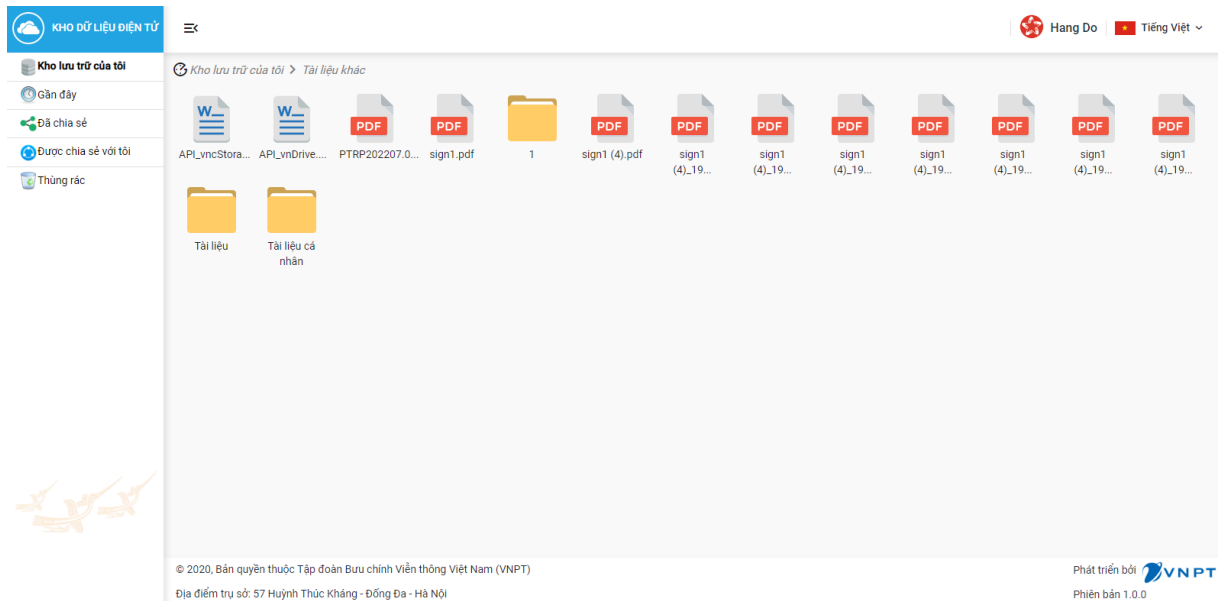 KHO DỮ LIỆU ĐIỆN TỬ
Hang Do
Tiếng Việt
Kho lưu trữ của tôi
Gần đây
Đã chia sẻ
Được chia sẻ với tôi
Thùng rác
Kho lưu trữ của tôi > Tài liệu khác
W
W
PDF
PDF
PDF
PDF
PDF
PDF
PDF
PDF
PDF
PDF
API_vncStora...
API_vnDrive....
PTRP202207.0...
sign1.pdf
1
sign1 (4).pdf
sign1
(4)_19...
sign1
(4)_19...
sign1
(4)_19...
sign1
(4)_19...
sign1
(4)_19...
sign1
(4)_19...
sign1
(4)_19...
Tài liệu
Tài liệu cá
nhân
© 2020, Bản quyền thuộc Tập đoàn Bưu chính Viễn thông Việt Nam (VNPT)
Địa điểm trụ sở: 57 Huỳnh Thúc Kháng - Đống Đa - Hà Nội
Phát triển bởi VNPT
Phiên bản 1.0.0